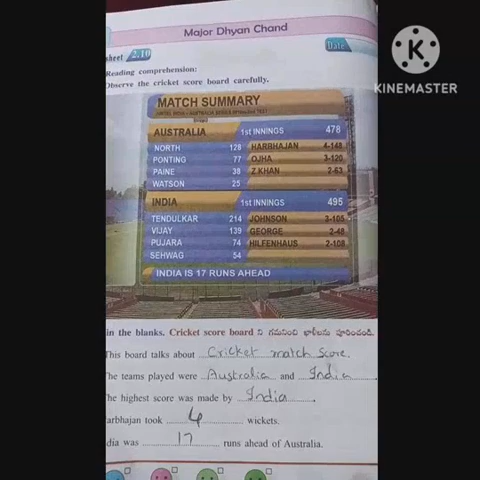 Major Dhyan Chand
KINEMASTER
sheet 2.10
Date
Reading comprehension:
Observe the cricket score board carefully.
MATCH SUMMARY
AUSTRALIA 1st INNINGS 478
NORTH 128 HARBHAJAN 4-148
PONTING 77 OJHA 3-120
PAINE 38 Z.KHAN 2-63
WATSON 25
INDIA 1st INNINGS 495
TENDULKAR 214 JOHNSON 3-105
VIJAY 139 GEORGE 2-48
PUJARA 74 HILFENHAUS 2-108
SEHWAG 54
INDIA IS 17 RUNS AHEAD
in the blanks. Cricket score board ని గమనించి ఖాళీలను పూరించండి.
This board talks about Cricket match score.
The teams played were Australia and India
The highest score was made by India
arbhajan took 4 wickets.
dia was 17 runs ahead of Australia.